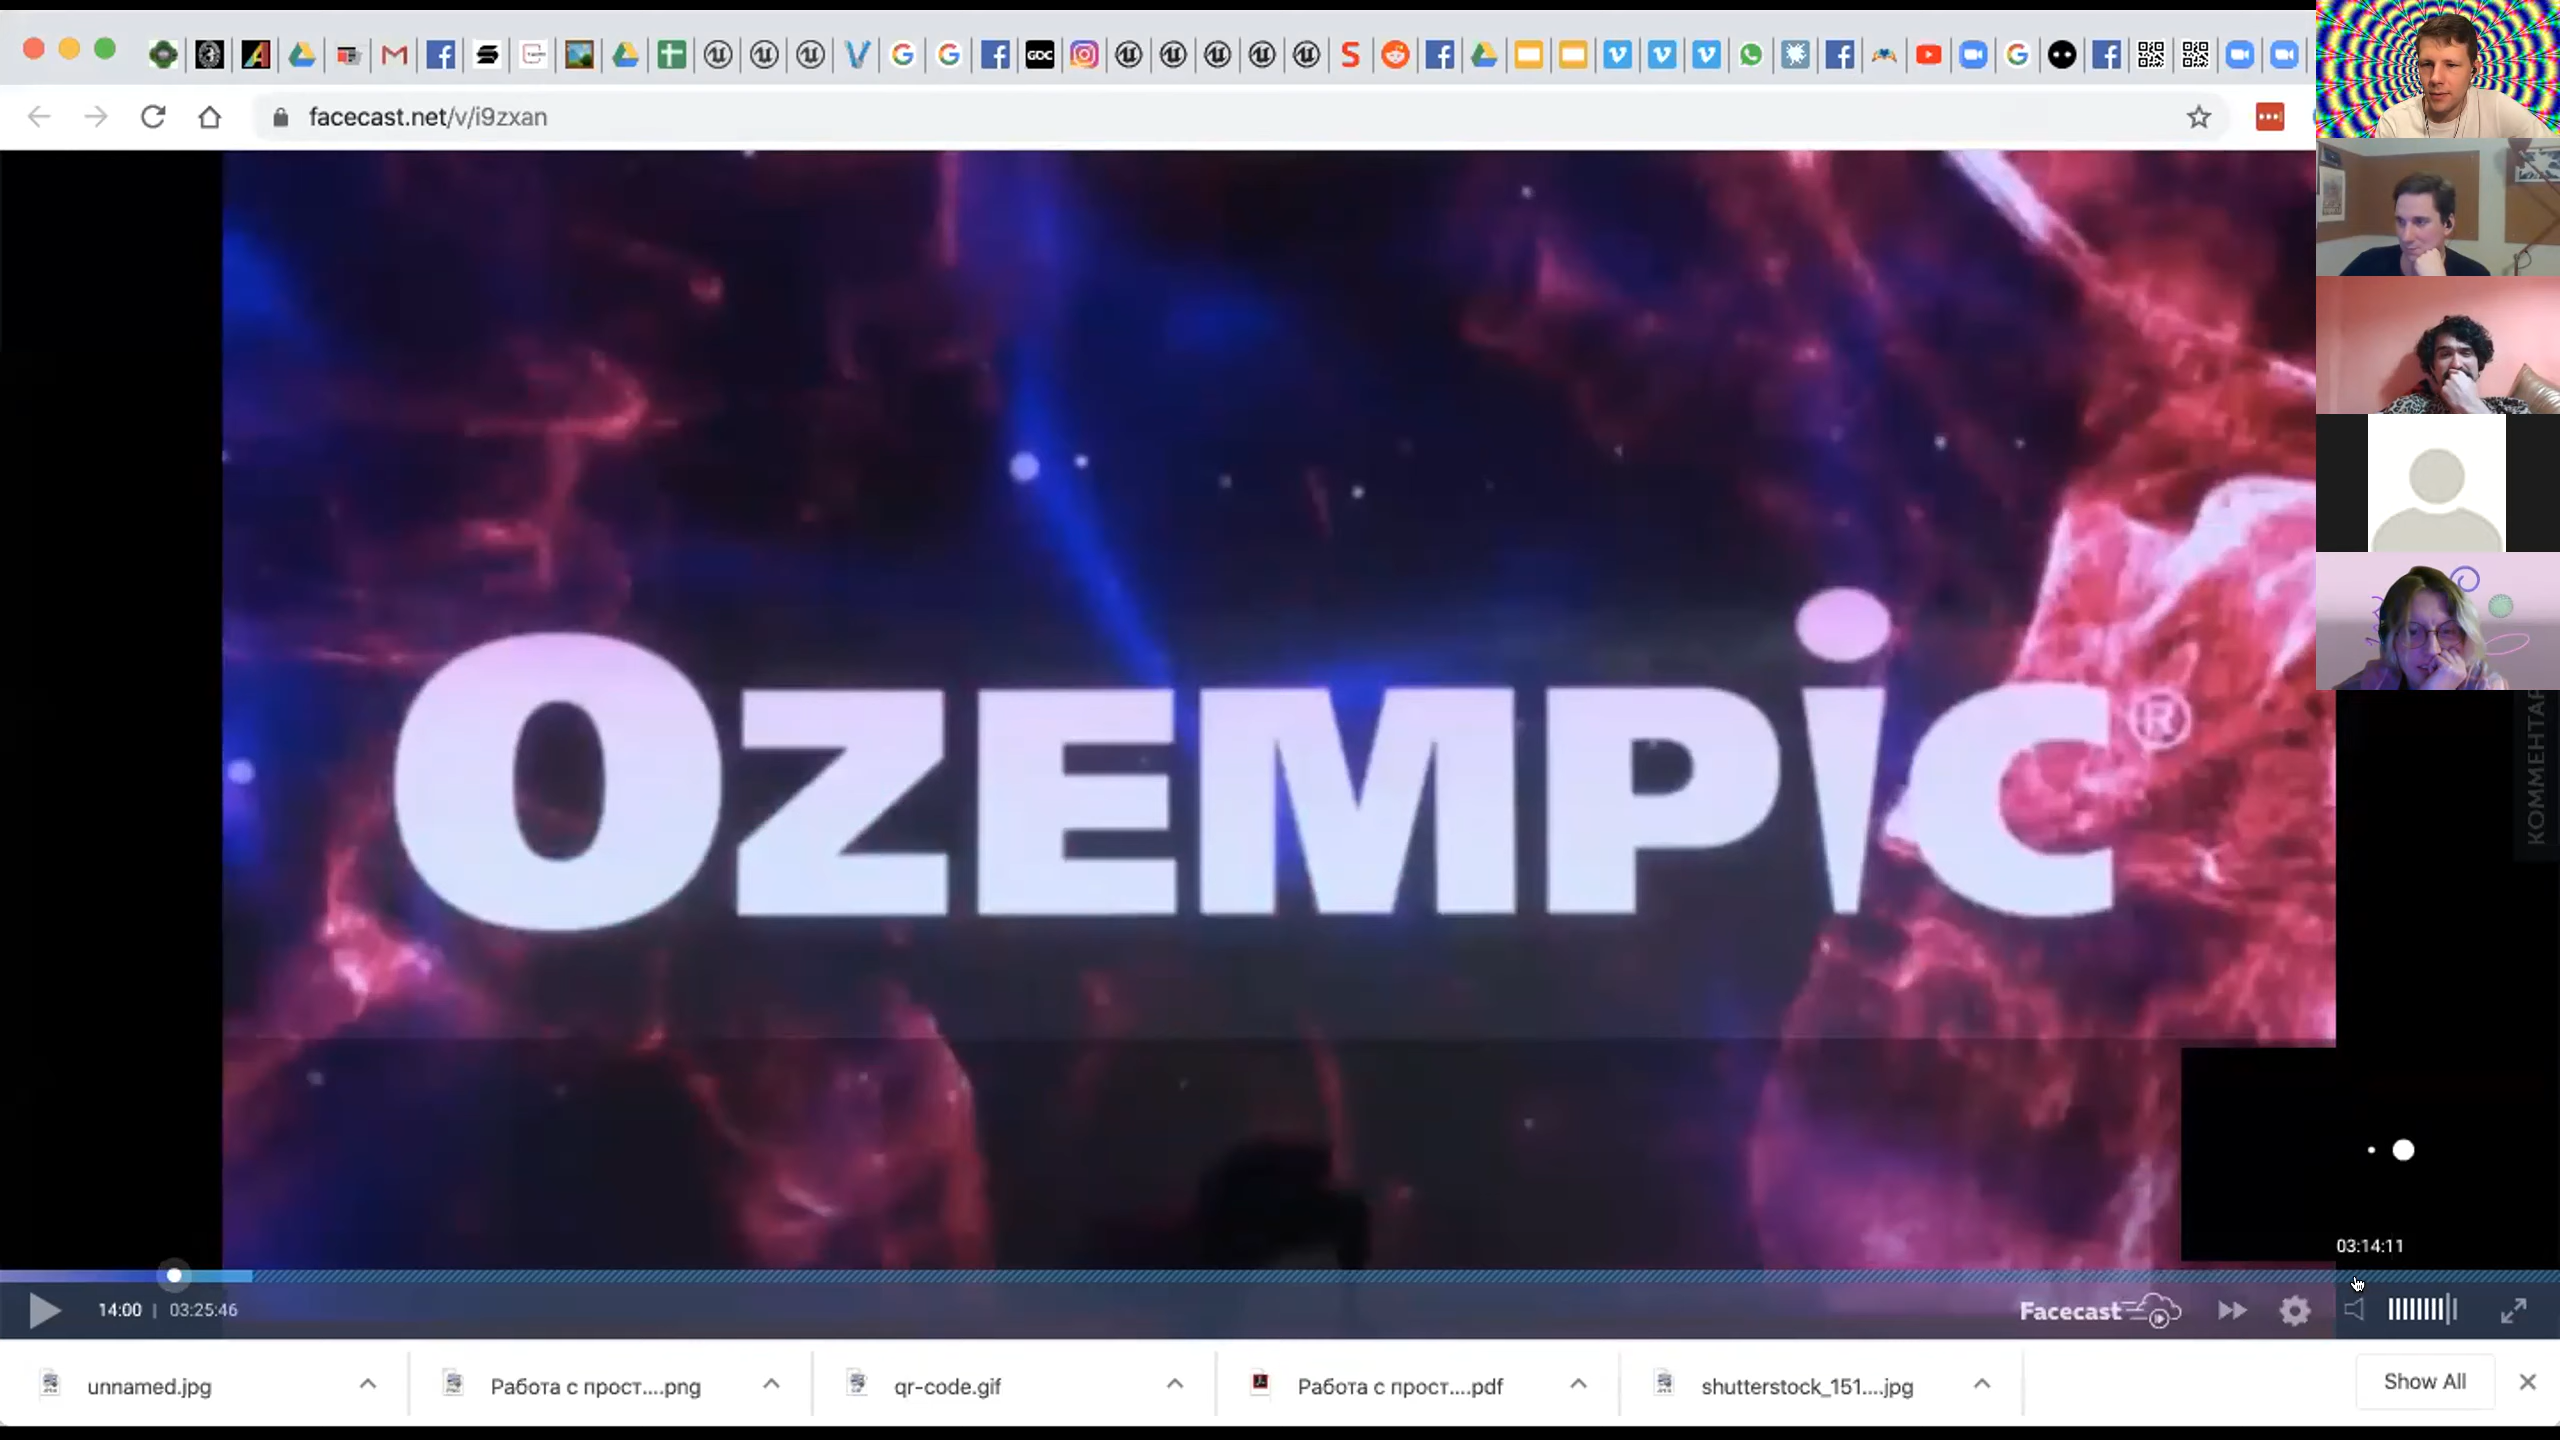 GDC
facecast.net/v/i9zxan
OZEMPiC®
КОММЕНТАР
03:14:11
14:00 | 03:25:46
Facecast
unnamed.jpg
Работа с прост....png
qr-code.gif
Работа с прост....pdf
shutterstock_151....jpg
Show All